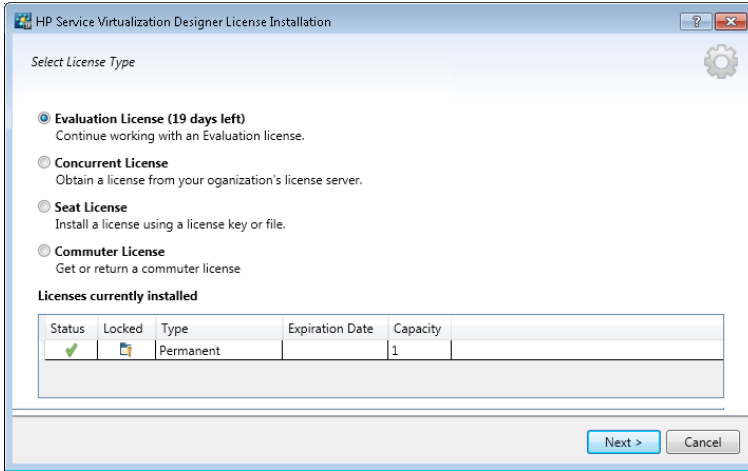 HP Service Virtualization Designer License Installation
Select License Type
Evaluation License (19 days left)
Continue working with an Evaluation license.
Concurrent License
Obtain a license from your oganization's license server.
Seat License
Install a license using a license key or file.
Commuter License
Get or return a commuter license
Licenses currently installed
Status Locked Type Expiration Date Capacity
Permanent 1
Next > Cancel